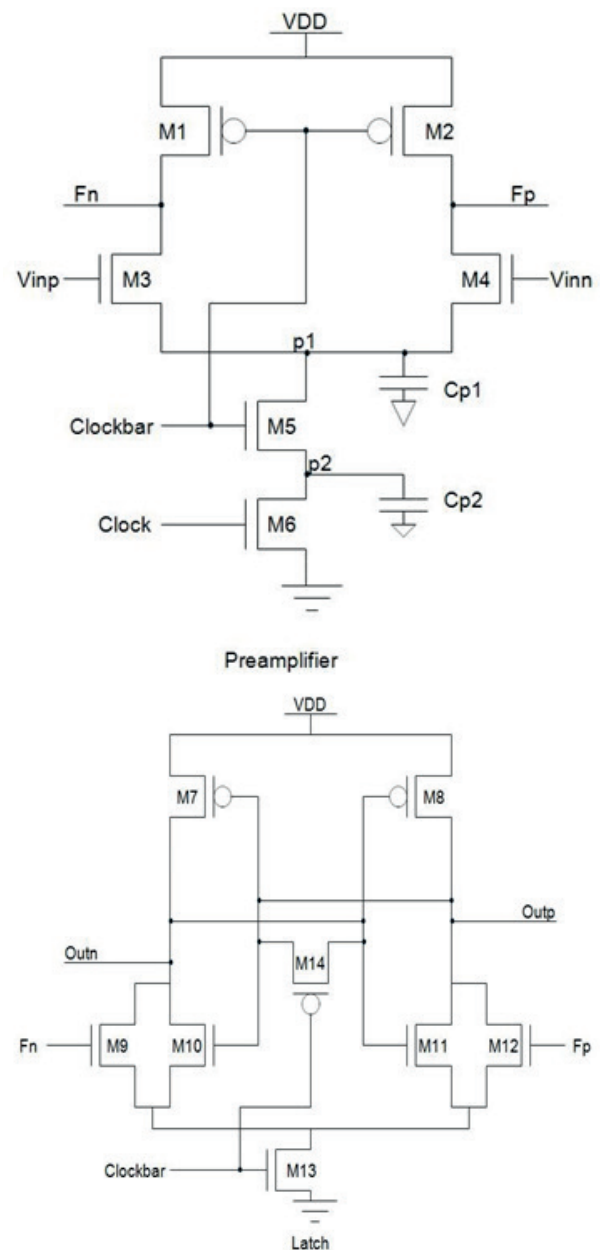 VDD
M1
M2
Fn
Fp
Vinp
M3
M4
Vinn
p1
Cp1
Clockbar
M5
p2
Cp2
Clock
M6
Preamplifier
VDD
M7
M8
Outp
Outn
M14
Fn
M9
M10
M11
M12
Fp
Clockbar
M13
Latch